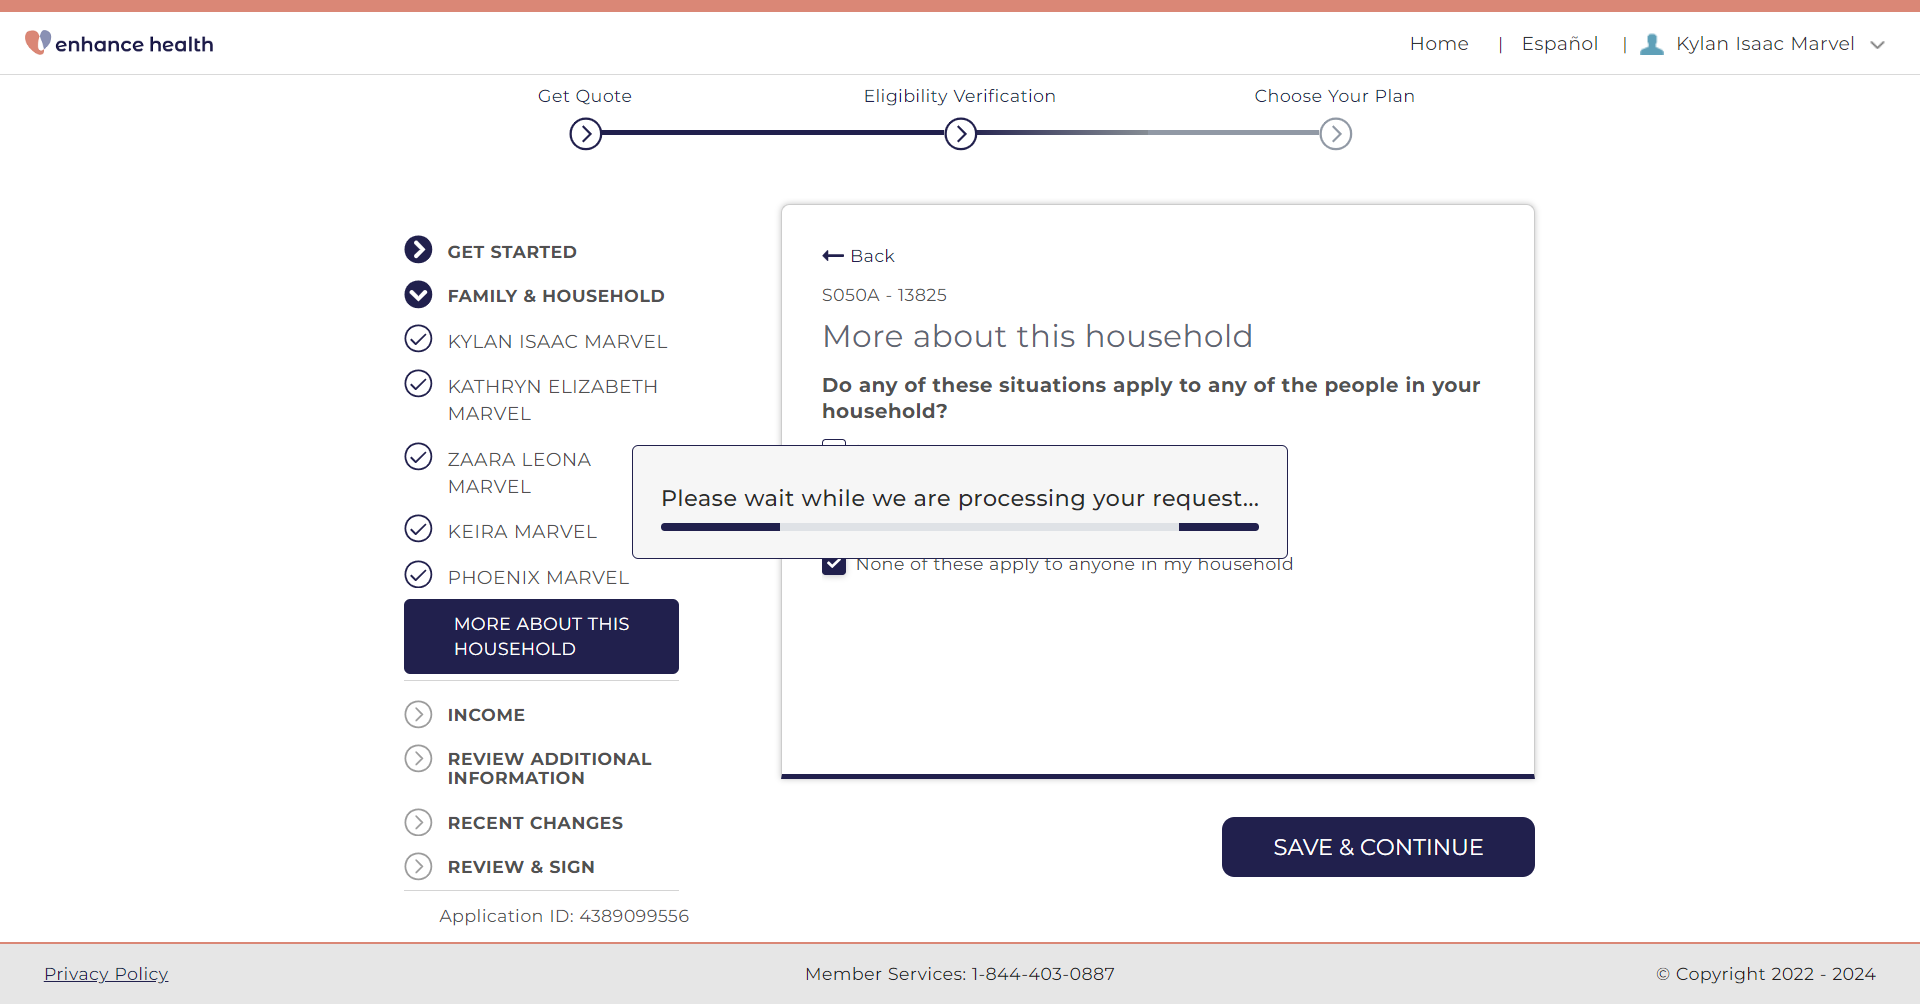 enhance health
Home | Español | Kylan Isaac Marvel
Get Quote
Eligibility Verification
Choose Your Plan
GET STARTED
FAMILY & HOUSEHOLD
KYLAN ISAAC MARVEL
KATHRYN ELIZABETH
MARVEL
ZAARA LEONA
MARVEL
KEIRA MARVEL
PHOENIX MARVEL
MORE ABOUT THIS
HOUSEHOLD
INCOME
REVIEW ADDITIONAL
INFORMATION
RECENT CHANGES
REVIEW & SIGN
Application ID: 4389099556
Back
S050A - 13825
More about this household
Do any of these situations apply to any of the people in your
household?
Please wait while we are processing your request...
None of these apply to anyone in my household
SAVE & CONTINUE
Privacy Policy
Member Services: 1-844-403-0887
© Copyright 2022 - 2024